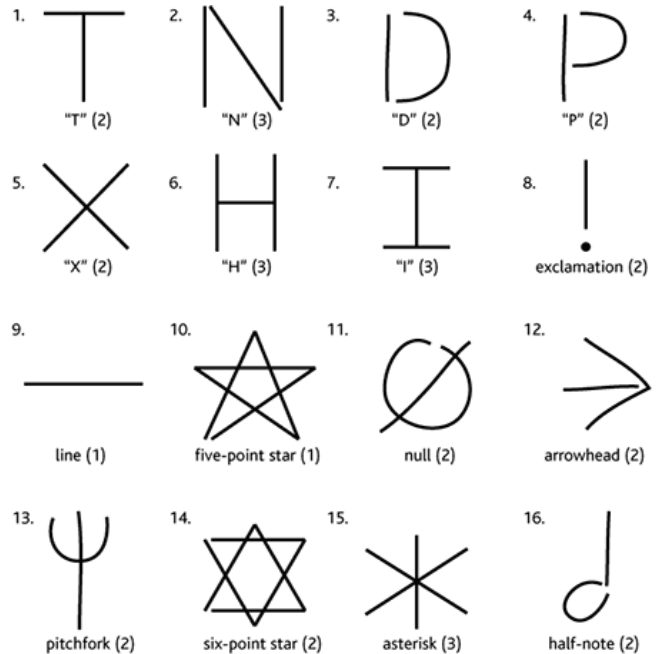 1. 2. 3. 4.
“T” (2) “N” (3) “D” (2) “P” (2)
5. 6. 7. 8.
“X” (2) “H” (3) “I” (3) exclamation (2)
9. 10. 11. 12.
line (1) five-point star (1) null (2) arrowhead (2)
13. 14. 15. 16.
pitchfork (2) six-point star (2) asterisk (3) half-note (2)